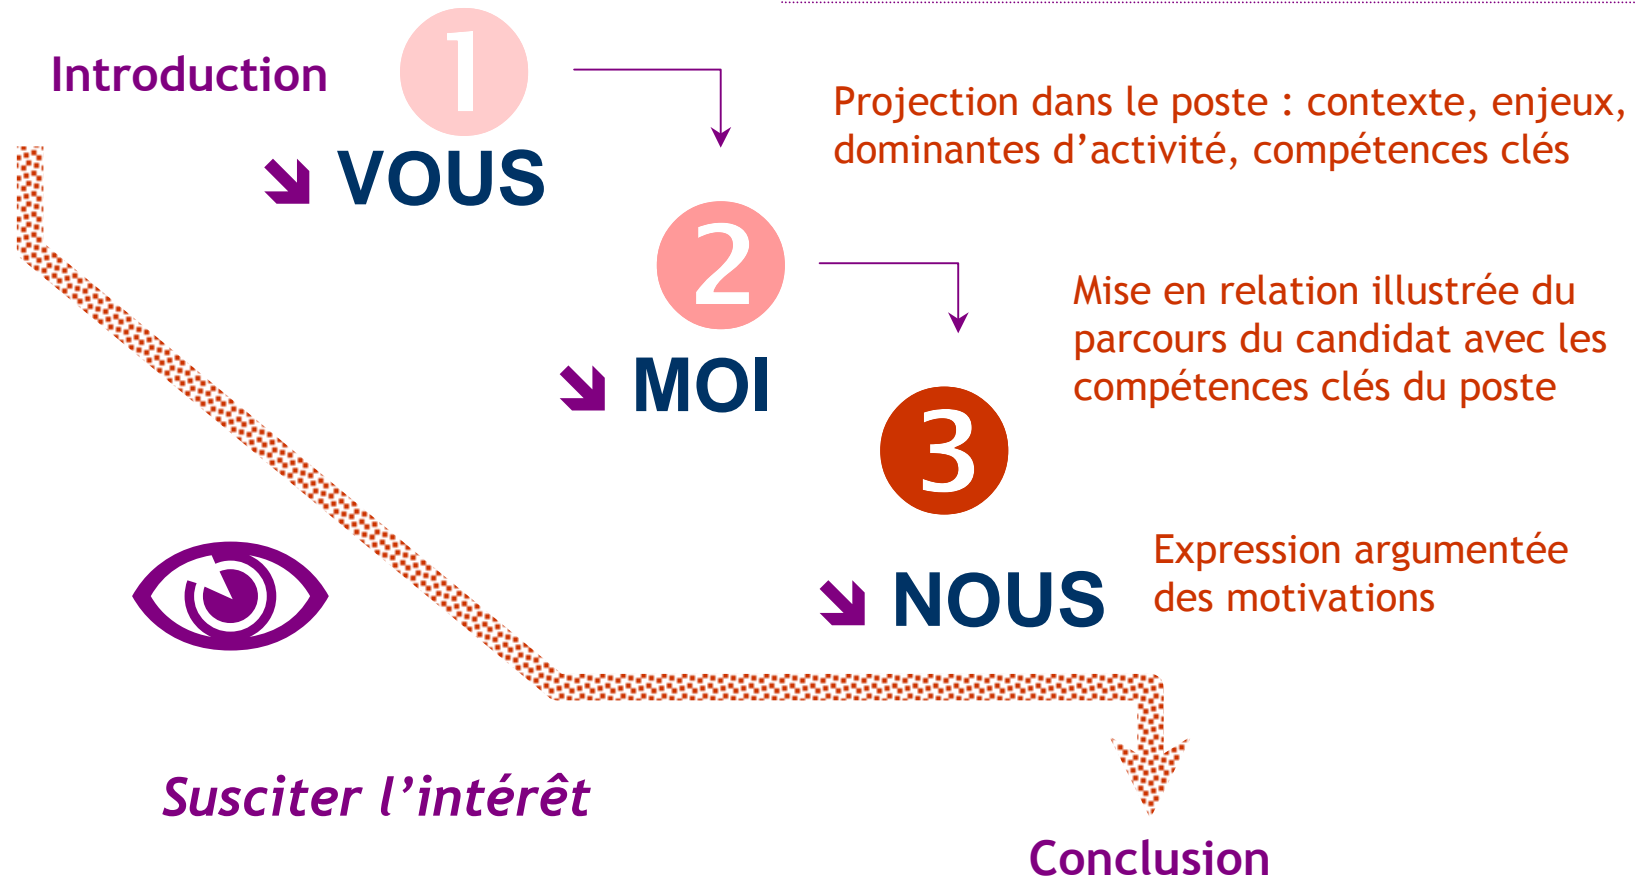 Introduction
1
VOUS
Projection dans le poste : contexte, enjeux,
dominantes d’activité, compétences clés
2
MOI
Mise en relation illustrée du
parcours du candidat avec les
compétences clés du poste
3
NOUS
Expression argumentée
des motivations
Susciter l’intérêt
Conclusion